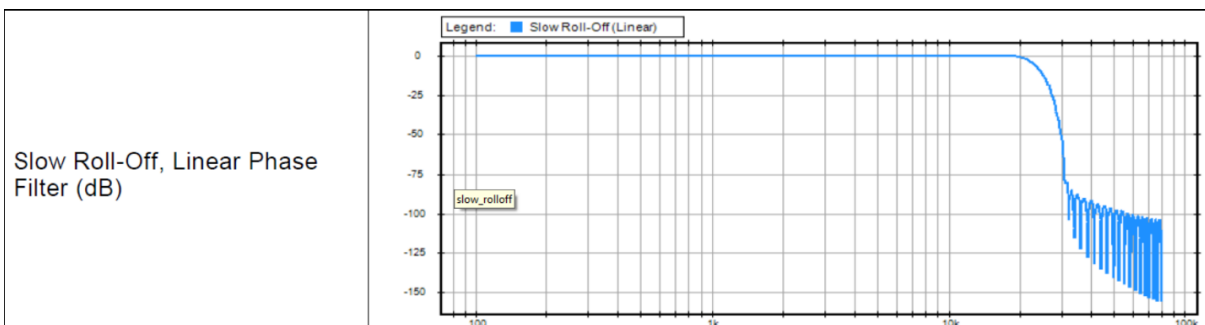 Legend: Slow Roll-Off (Linear)
0
-25
-50
Slow Roll-Off, Linear Phase
Filter (dB)
-75
slow_rolloff
-100
-125
-150
100 1k 10k 100k